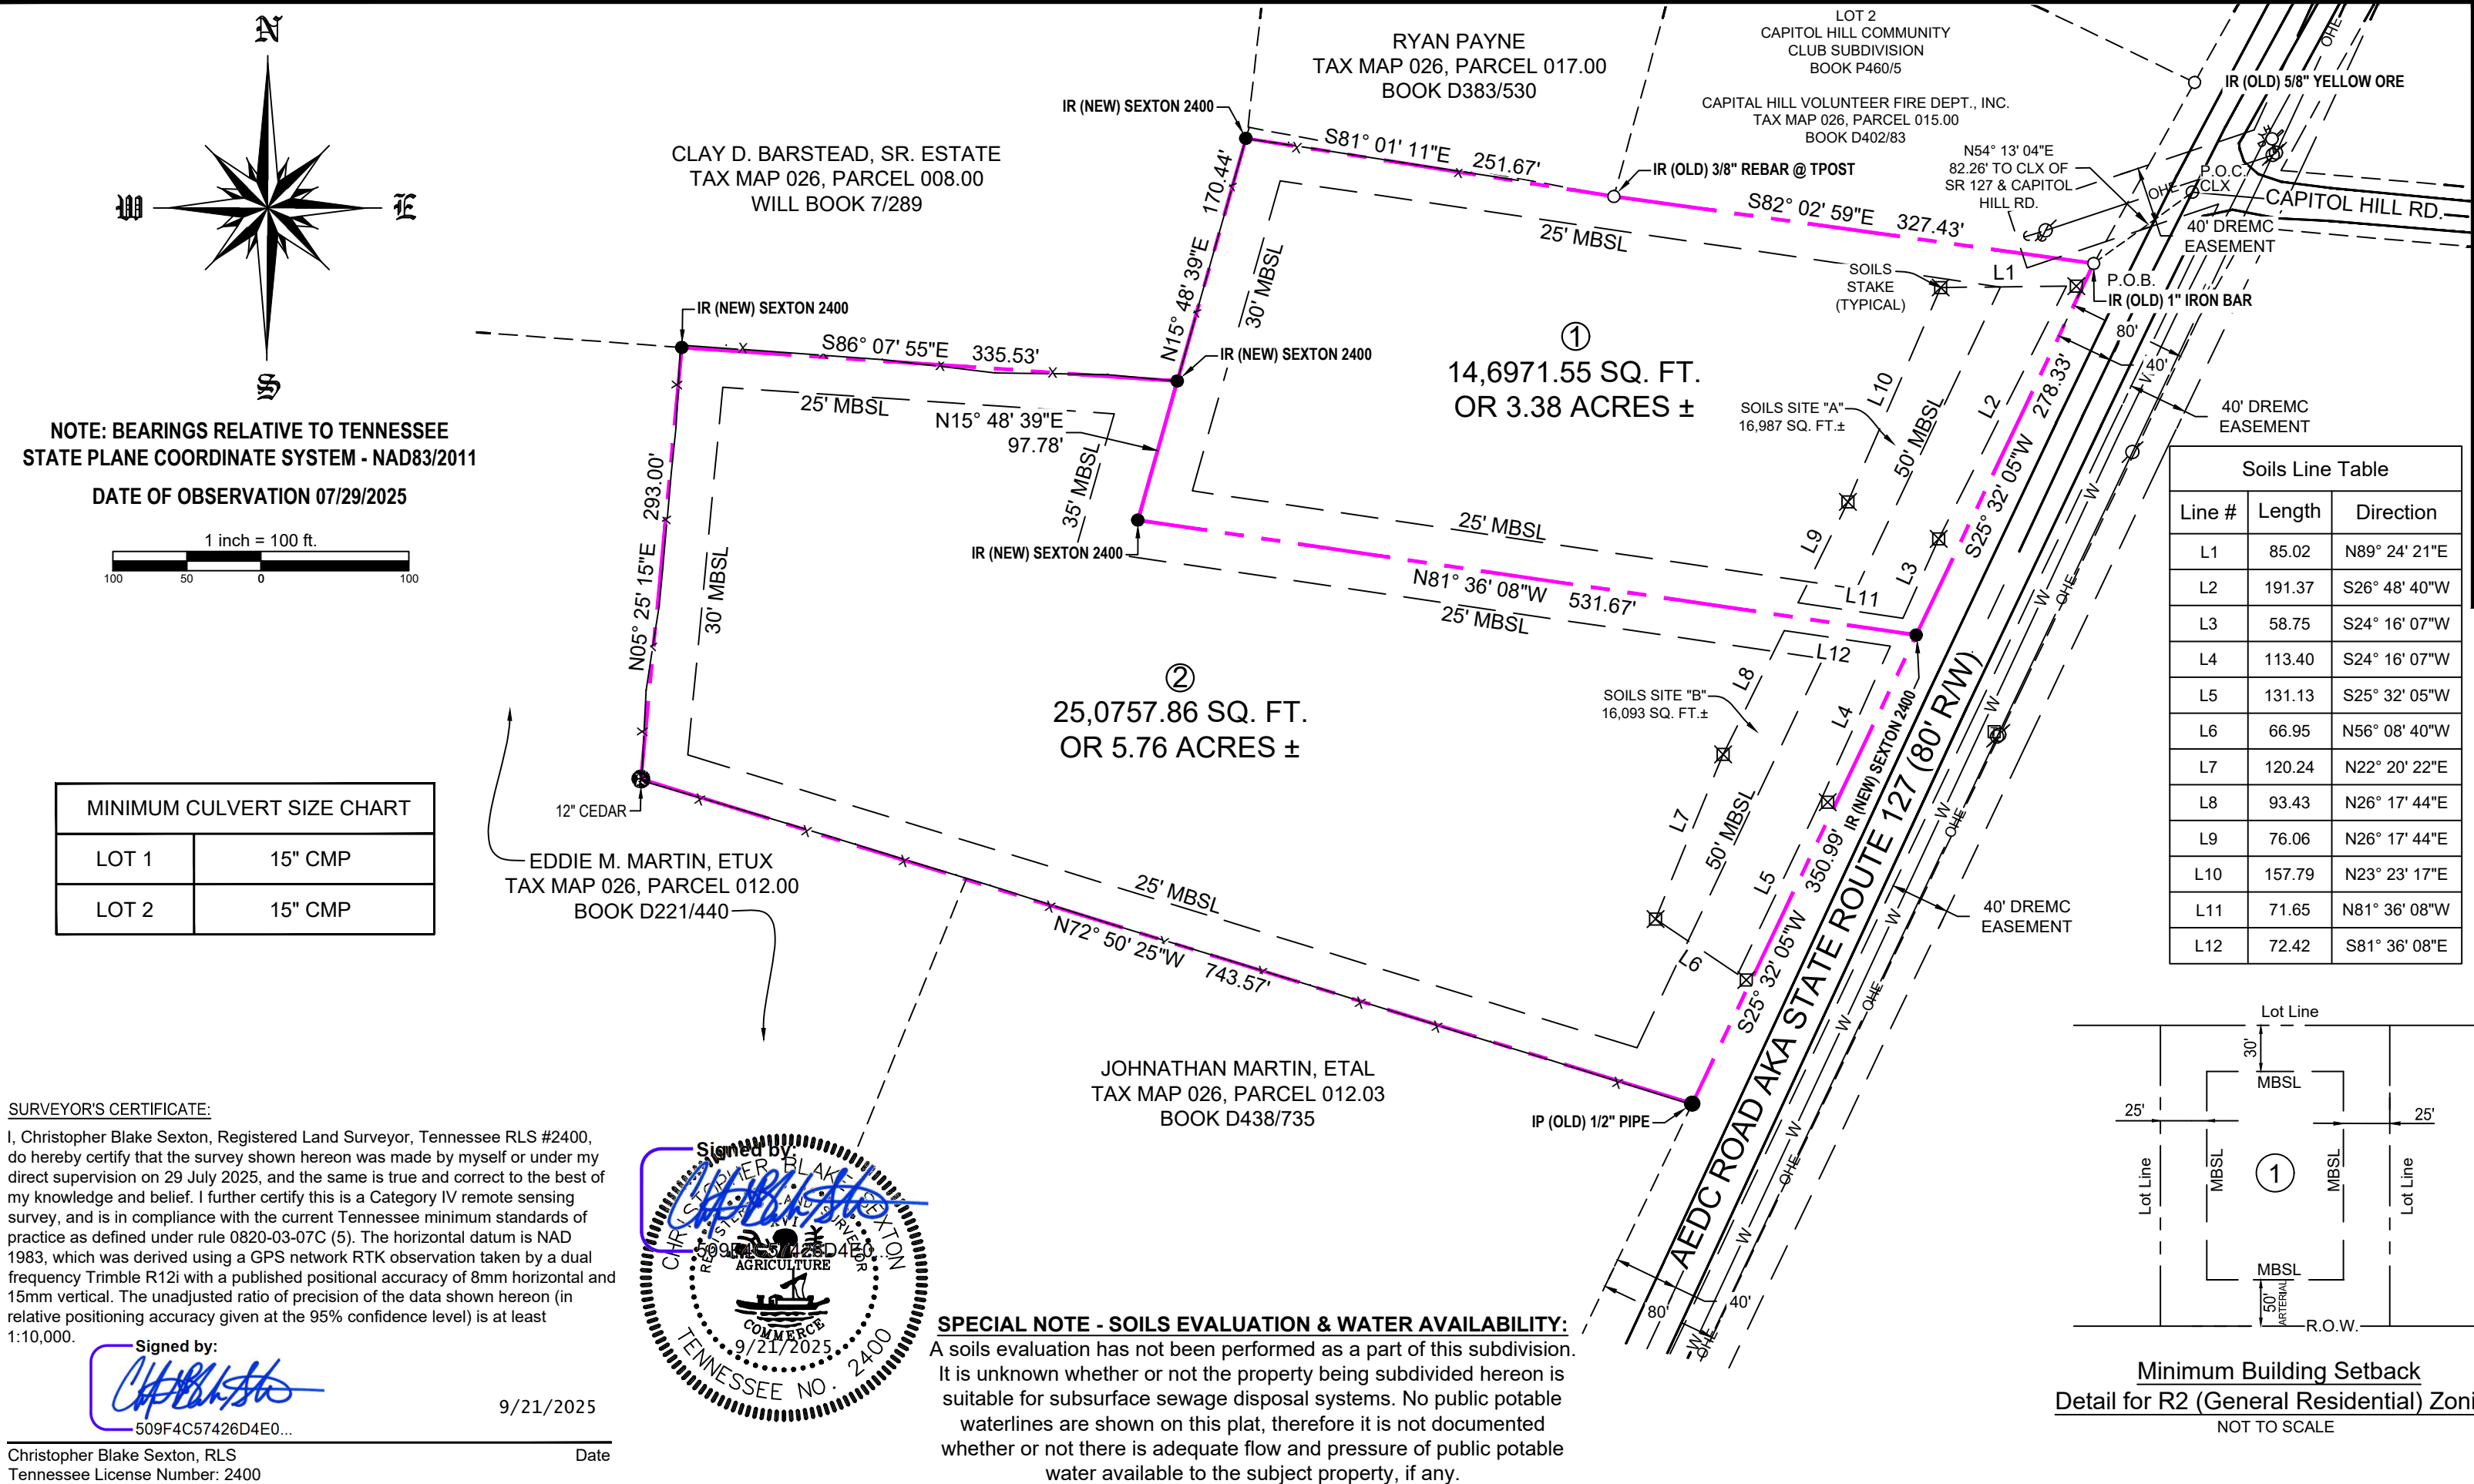 N
W
E
S
NOTE: BEARINGS RELATIVE TO TENNESSEE
STATE PLANE COORDINATE SYSTEM - NAD83/2011
DATE OF OBSERVATION 07/29/2025
1 inch = 100 ft.
100 50 0 100
CLAY D. BARSTEAD, SR. ESTATE
TAX MAP 026, PARCEL 008.00
WILL BOOK 7/289
RYAN PAYNE
TAX MAP 026, PARCEL 017.00
BOOK D383/530
LOT 2
CAPITOL HILL COMMUNITY
CLUB SUBDIVISION
BOOK P460/5
CAPITAL HILL VOLUNTEER FIRE DEPT., INC.
TAX MAP 026, PARCEL 015.00
BOOK D402/83
IR (OLD) 5/8" YELLOW ORE
OHE
N54° 13' 04"E
82.26' TO CLX OF
SR 127 & CAPITOL
HILL RD.
OHE
P.O.C.
CLX
CAPITOL HILL RD.
40' DREMC
EASEMENT
IR (NEW) SEXTON 2400
S81° 01' 11"E 251.67'
IR (OLD) 3/8" REBAR @ TPOST
S82° 02' 59"E 327.43'
25' MBSL
N15° 48' 39"E 170.44'
30' MBSL
SOILS
STAKE
(TYPICAL)
L1
P.O.B.
IR (OLD) 1" IRON BAR
80'
40'
W
40' DREMC
EASEMENT
IR (NEW) SEXTON 2400
S86° 07' 55"E 335.53'
IR (NEW) SEXTON 2400
25' MBSL
N15° 48' 39"E
97.78'
35' MBSL
1
14,6971.55 SQ. FT.
OR 3.38 ACRES ±
SOILS SITE "A"
16,987 SQ. FT.±
L10
50' MBSL
L2
S25° 32' 05"W 278.33'
L9
L3
L11
25' MBSL
IR (NEW) SEXTON 2400
N81° 36' 08"W 531.67'
25' MBSL
N05° 25' 15"E 293.00'
30' MBSL
2
25,0757.86 SQ. FT.
OR 5.76 ACRES ±
L12
SOILS SITE "B"
16,093 SQ. FT.±
L8
L4
L7
50' MBSL
L5
L6
S25° 32' 05"W 350.99'
IR (NEW) SEXTON 2400
AEDC ROAD AKA STATE ROUTE 127 (80' R/W)
W
OHE
W
W
W
OHE
W
OHE
W
W
OHE
W
W
OHE
40' DREMC
EASEMENT
12" CEDAR
EDDIE M. MARTIN, ETUX
TAX MAP 026, PARCEL 012.00
BOOK D221/440
25' MBSL
N72° 50' 25"W 743.57'
JOHNATHAN MARTIN, ETAL
TAX MAP 026, PARCEL 012.03
BOOK D438/735
IP (OLD) 1/2" PIPE
80'
40'
MINIMUM CULVERT SIZE CHART
LOT 1 15" CMP
LOT 2 15" CMP
Soils Line Table
Line # Length Direction
L1 85.02 N89° 24' 21"E
L2 191.37 S26° 48' 40"W
L3 58.75 S24° 16' 07"W
L4 113.40 S24° 16' 07"W
L5 131.13 S25° 32' 05"W
L6 66.95 N56° 08' 40"W
L7 120.24 N22° 20' 22"E
L8 93.43 N26° 17' 44"E
L9 76.06 N26° 17' 44"E
L10 157.79 N23° 23' 17"E
L11 71.65 N81° 36' 08"W
L12 72.42 S81° 36' 08"E
Lot Line
30'
MBSL
25'
25'
Lot Line
MBSL
1
MBSL
Lot Line
MBSL
50'
ARTERIAL
R.O.W.
Minimum Building Setback
Detail for R2 (General Residential) Zoni
NOT TO SCALE
SURVEYOR'S CERTIFICATE:
I, Christopher Blake Sexton, Registered Land Surveyor, Tennessee RLS #2400,
do hereby certify that the survey shown hereon was made by myself or under my
direct supervision on 29 July 2025, and the same is true and correct to the best of
my knowledge and belief. I further certify this is a Category IV remote sensing
survey, and is in compliance with the current Tennessee minimum standards of
practice as defined under rule 0820-03-07C (5). The horizontal datum is NAD
1983, which was derived using a GPS network RTK observation taken by a dual
frequency Trimble R12i with a published positional accuracy of 8mm horizontal and
15mm vertical. The unadjusted ratio of precision of the data shown hereon (in
relative positioning accuracy given at the 95% confidence level) is at least
1:10,000.
Signed by:
509F4C57426D4E0...
9/21/2025
Christopher Blake Sexton, RLS Date
Tennessee License Number: 2400
Signed by:
CHRISTOPHER BLAKE SEXTON
REGISTERED LAND SURVEYOR
XVI
509F4C57426D4E0...
AGRICULTURE
COMMERCE
9/21/2025
TENNESSEE NO. 2400
SPECIAL NOTE - SOILS EVALUATION & WATER AVAILABILITY:
A soils evaluation has not been performed as a part of this subdivision.
It is unknown whether or not the property being subdivided hereon is
suitable for subsurface sewage disposal systems. No public potable
waterlines are shown on this plat, therefore it is not documented
whether or not there is adequate flow and pressure of public potable
water available to the subject property, if any.